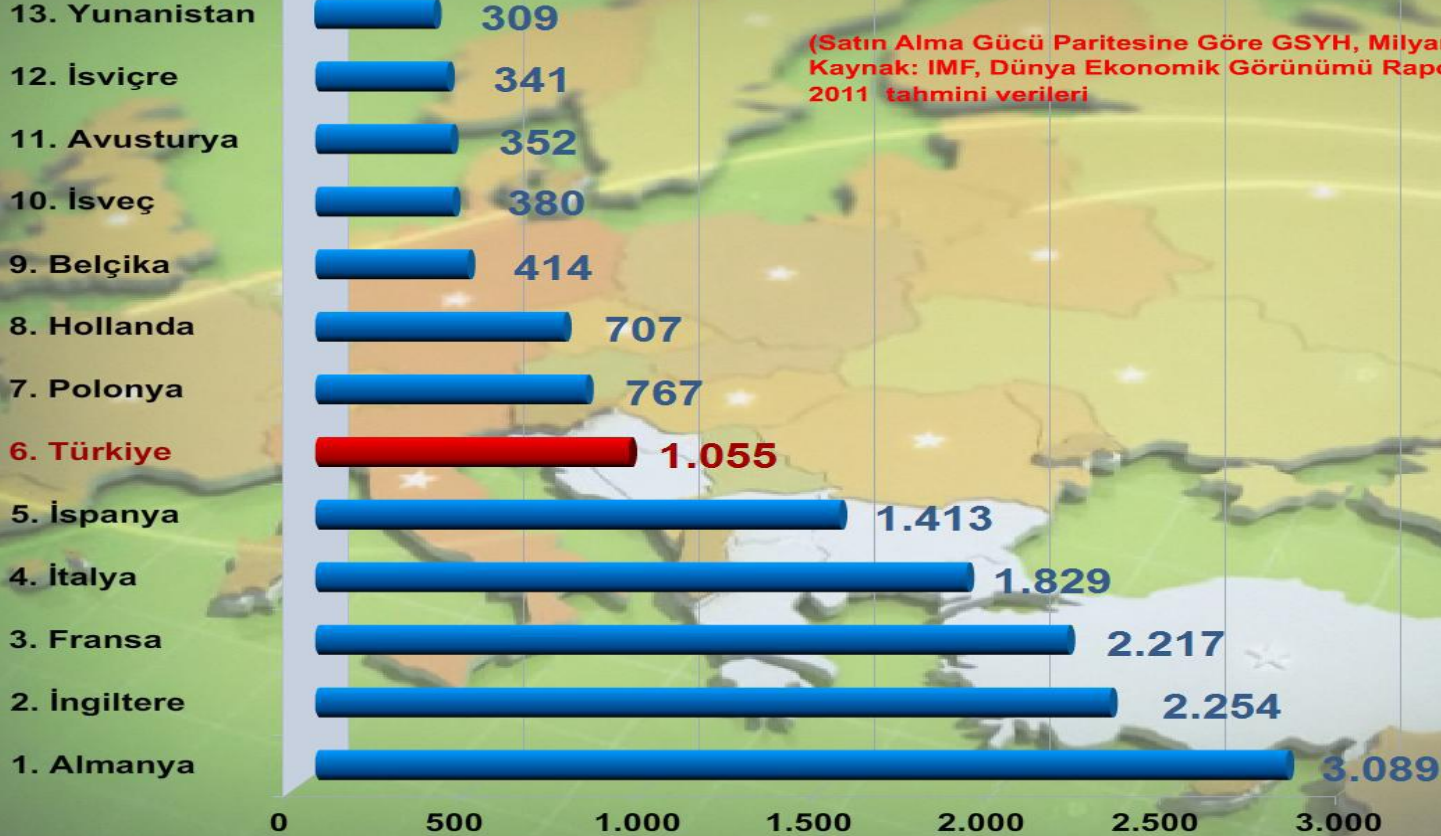 13. Yunanistan 309
(Satın Alma Gücü Paritesine Göre GSYH,
12. İsviçre 341
Kaynak: IMF, Dünya Ekonomik Görünümü
2011 tahmini verileri
11. Avusturya 352
10. İsveç 380
9. Belçika 414
8. Hollanda 707
7. Polonya 767
6. Türkiye 1.055
5. İspanya 1.413
4. İtalya 1.829
3. Fransa 2.217
2. İngiltere 2.254
1. Almanya 3.089
0 500 1.000 1.500 2.000 2.500 3.000